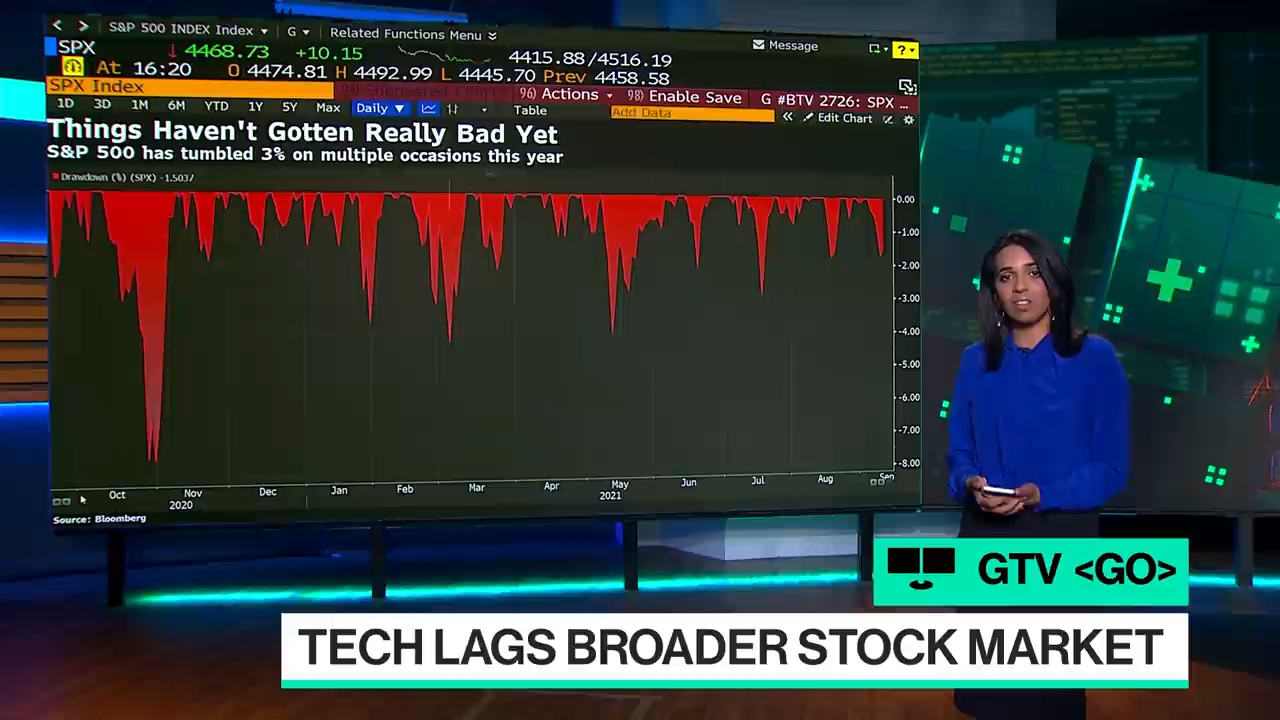 < > S&P 500 INDEX Index ▾ G ▾ Related Functions Menu
Message
SPX ↓ 4468.73 +10.15 4415.88/4516.19
At 16:20 O 4474.81 H 4492.99 L 4445.70 Prev 4458.58
SPX Index 96) Actions ▾ 98) Enable Save G #BTV 2726: SPX ...
1D 3D 1M 6M YTD 1Y 5Y Max Daily ▼ Table Add Data « Edit Chart
Things Haven't Gotten Really Bad Yet
S&P 500 has tumbled 3% on multiple occasions this year
Drawdown (%) (SPX) -1.5037
0.00
-1.00
-2.00
-3.00
-4.00
-5.00
-6.00
-7.00
-8.00
Oct Nov Dec Jan Feb Mar Apr May Jun Jul Aug Sep
2020 2021
Source: Bloomberg
GTV <GO>
TECH LAGS BROADER STOCK MARKET